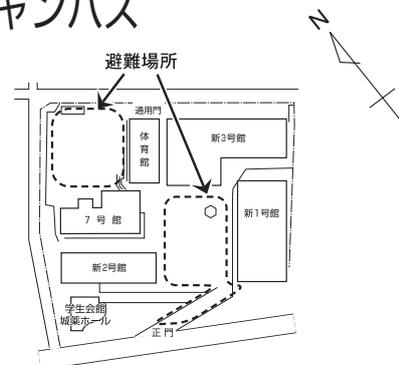 ャンパス
N
避難場所
通用門
体育館
新3号館
新1号館
7号館
新2号館
学生会館
城薬ホール
正門